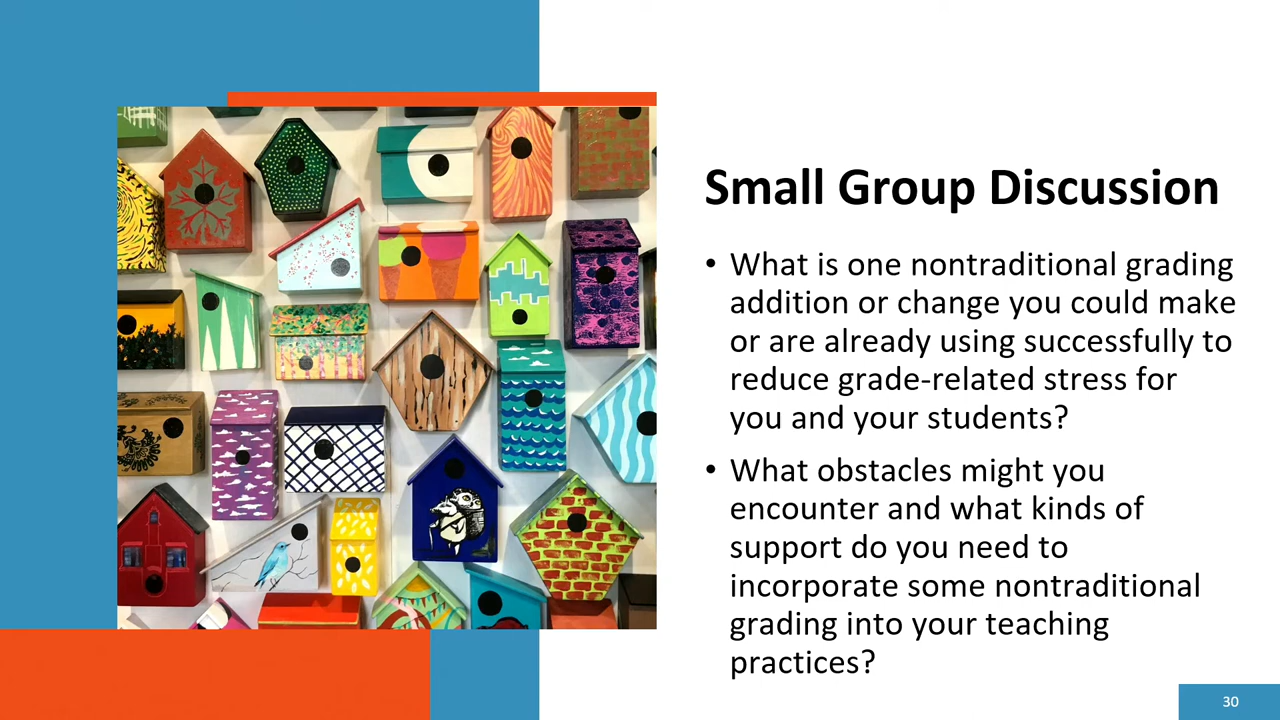 Small Group Discussion
• What is one nontraditional grading
addition or change you could make
or are already using successfully to
reduce grade-related stress for
you and your students?
• What obstacles might you
encounter and what kinds of
support do you need to
incorporate some nontraditional
grading into your teaching
practices?
30